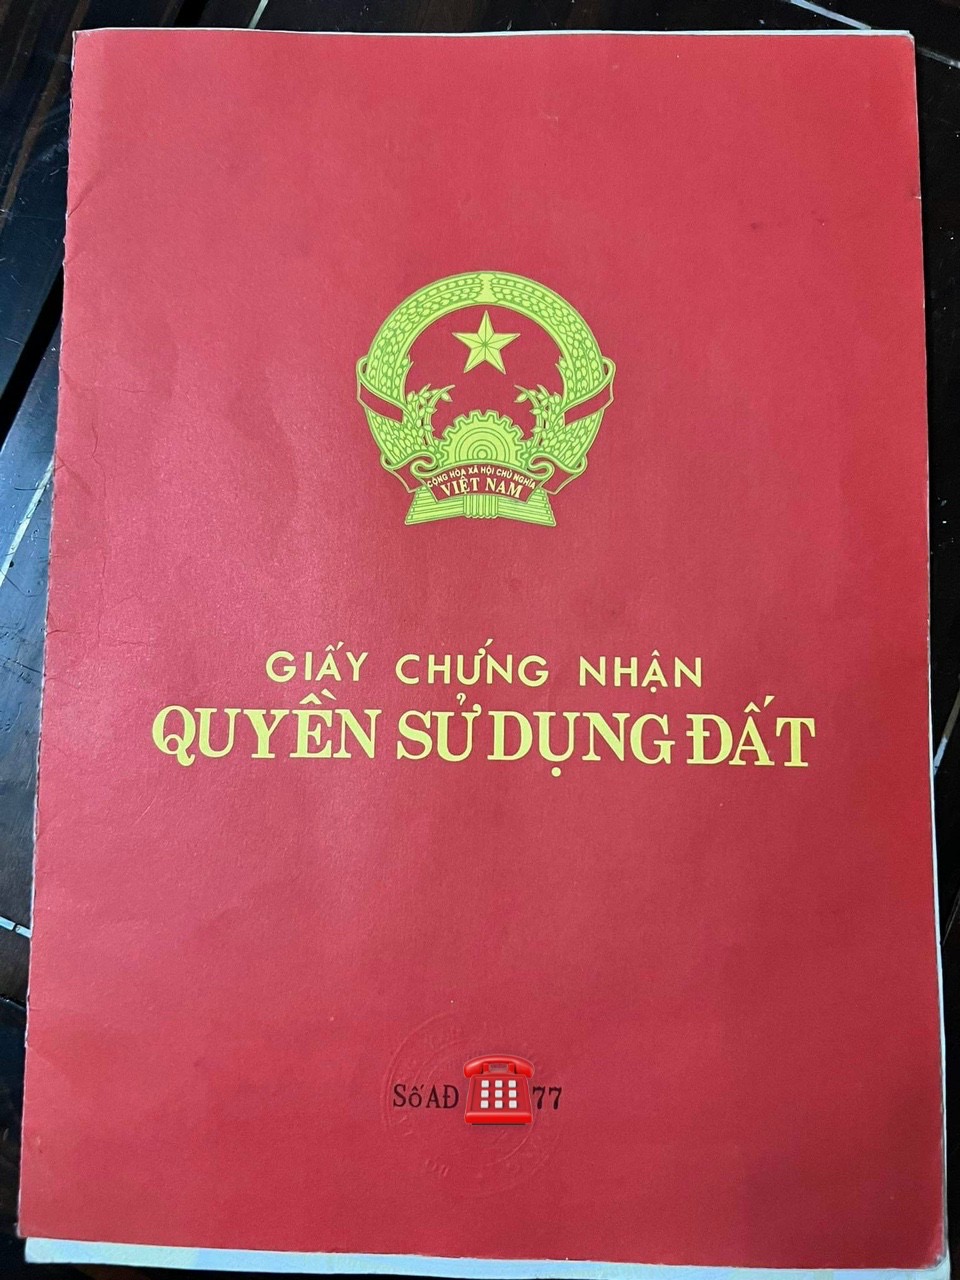 CỘNG HÒA XÃ HỘI CHỦ NGHĨA
VIỆT NAM
GIẤY CHỨNG NHẬN
QUYỀN SỬ DỤNG ĐẤT
Số AĐ 77